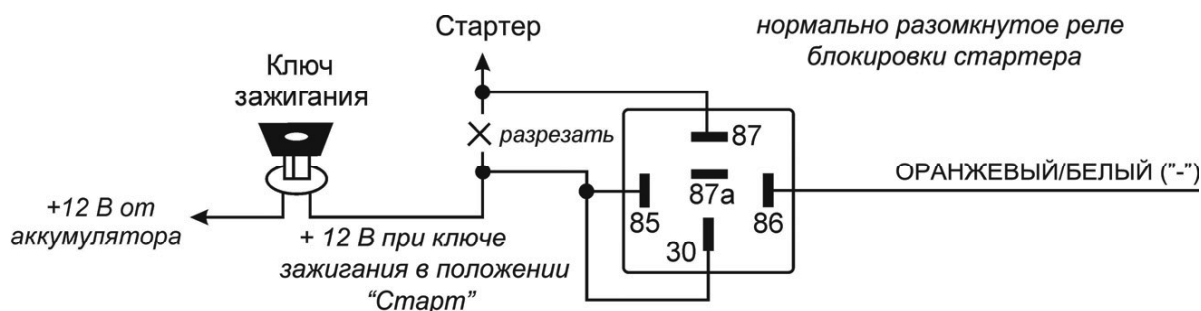 Стартер
нормально разомкнутое реле
блокировки стартера
Ключ
зажигания
разрезать
87
87a
85
86
30
ОРАНЖЕВЫЙ/БЕЛЫЙ ("-")
+12 В от
аккумулятора
+ 12 В при ключе
зажигания в положении
“Старт”